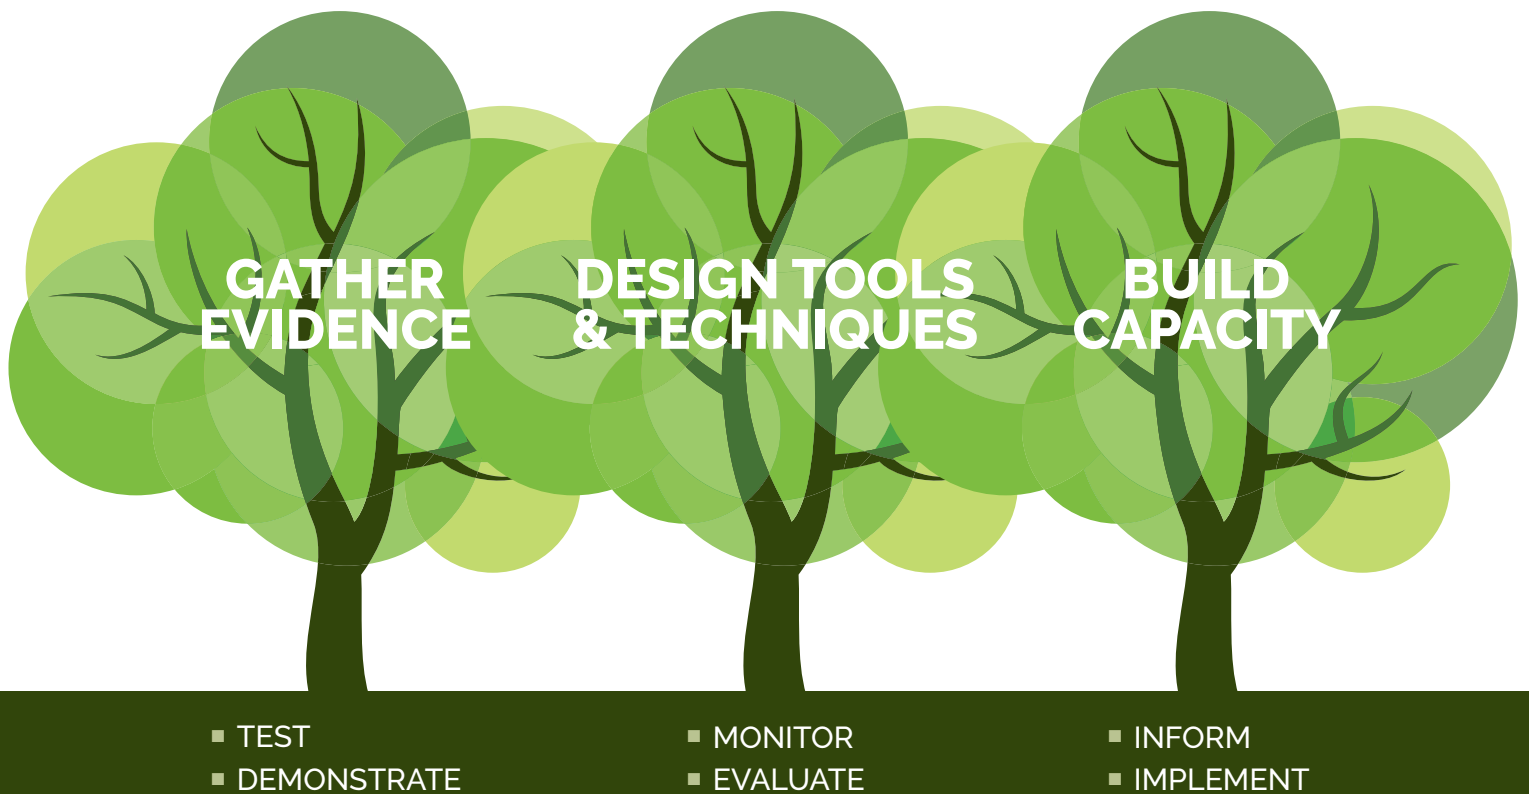 GATHER
EVIDENCE
DESIGN TOOLS
& TECHNIQUES
BUILD
CAPACITY
▪ TEST
▪ DEMONSTRATE
▪ MONITOR
▪ EVALUATE
▪ INFORM
▪ IMPLEMENT